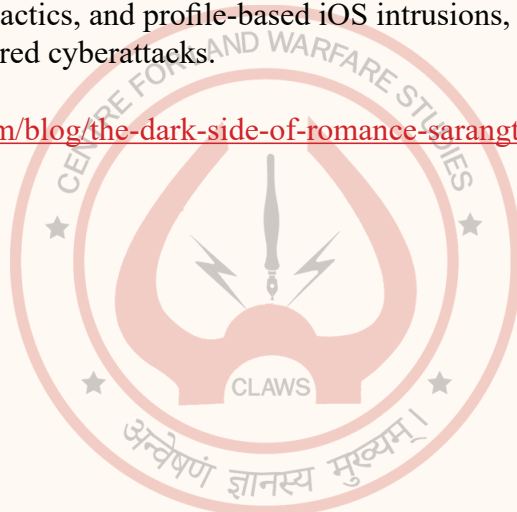 actics, and profile-based iOS intrusions,
red cyberattacks.
m/blog/the-dark-side-of-romance-sarangt
CENTRE FOR LAND WARFARE STUDIES
CLAWS
अन्वेषणं ज्ञानस्य मुख्यम् ।